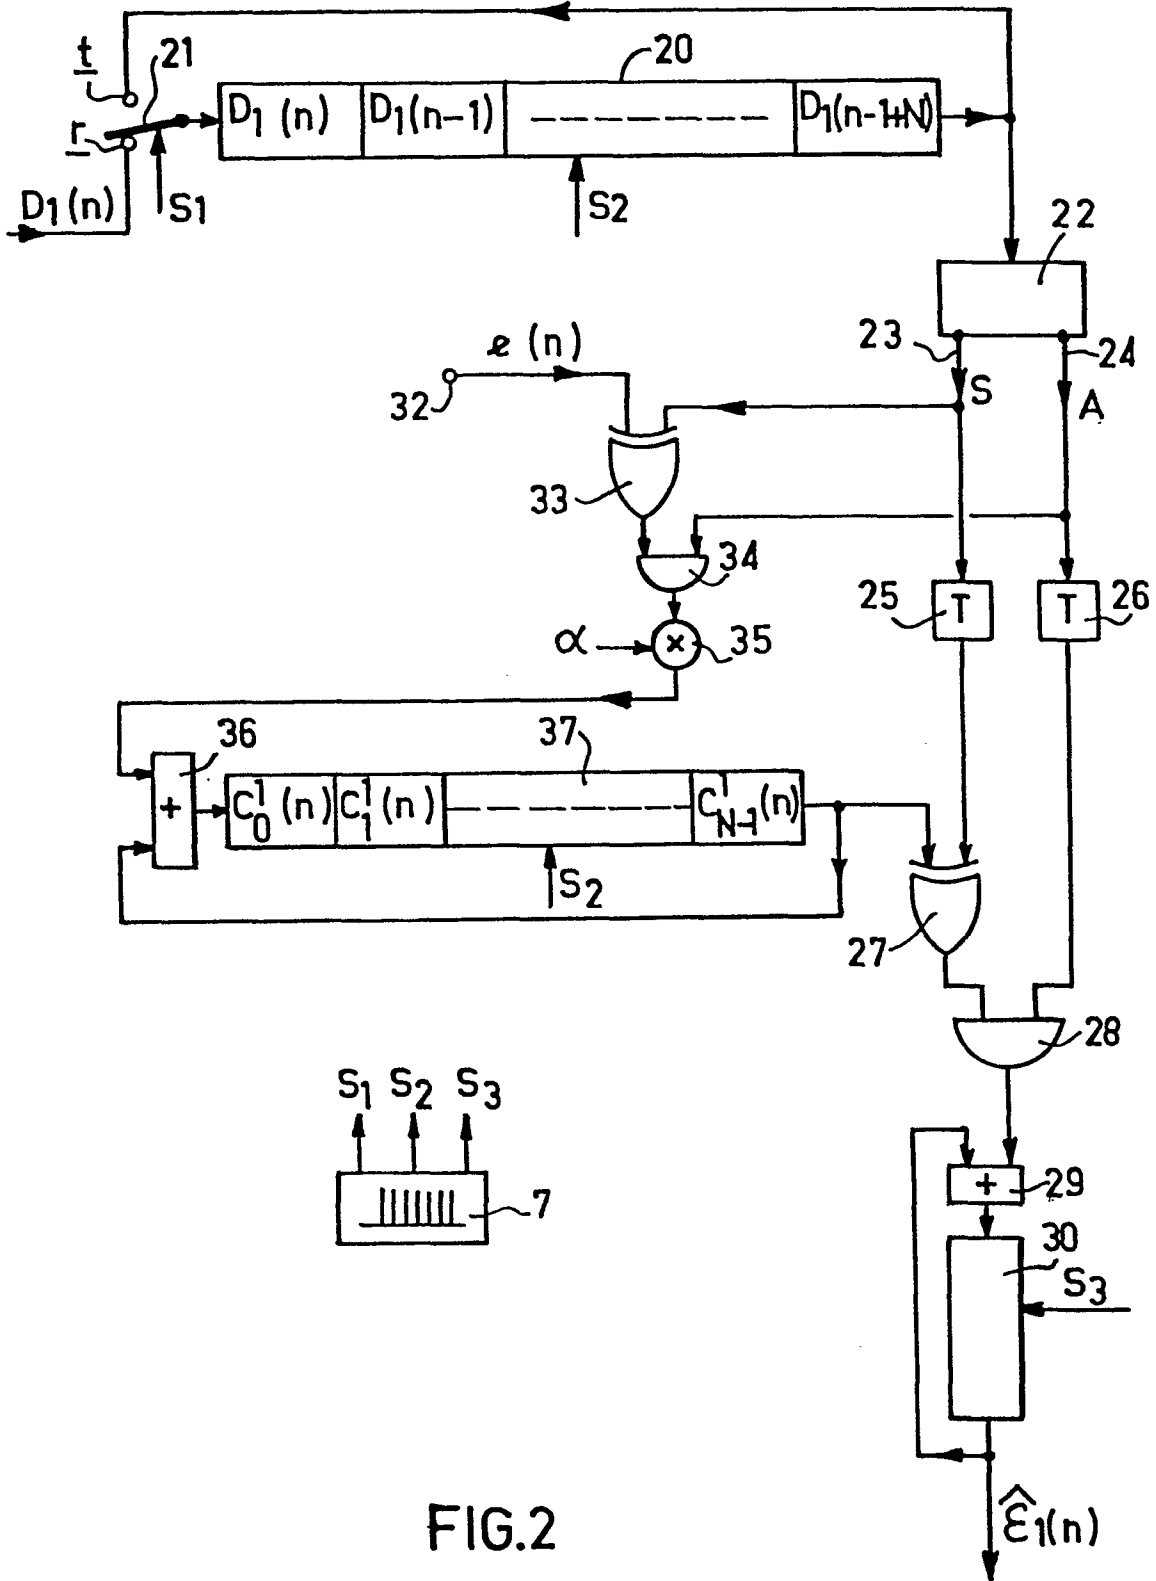 t 21 20
D1(n) D1(n-1) D1(n-1+N)
r
D1(n) S1 S2
22
23 24
e(n) S A
32
33
34
25 T T 26
α × 35
36 37
+ C¹₀(n) C¹₁(n) C¹N-1(n)
S2
27
28
S1 S2 S3
+ 29
7
30
S3
ε̂1(n)
FIG.2